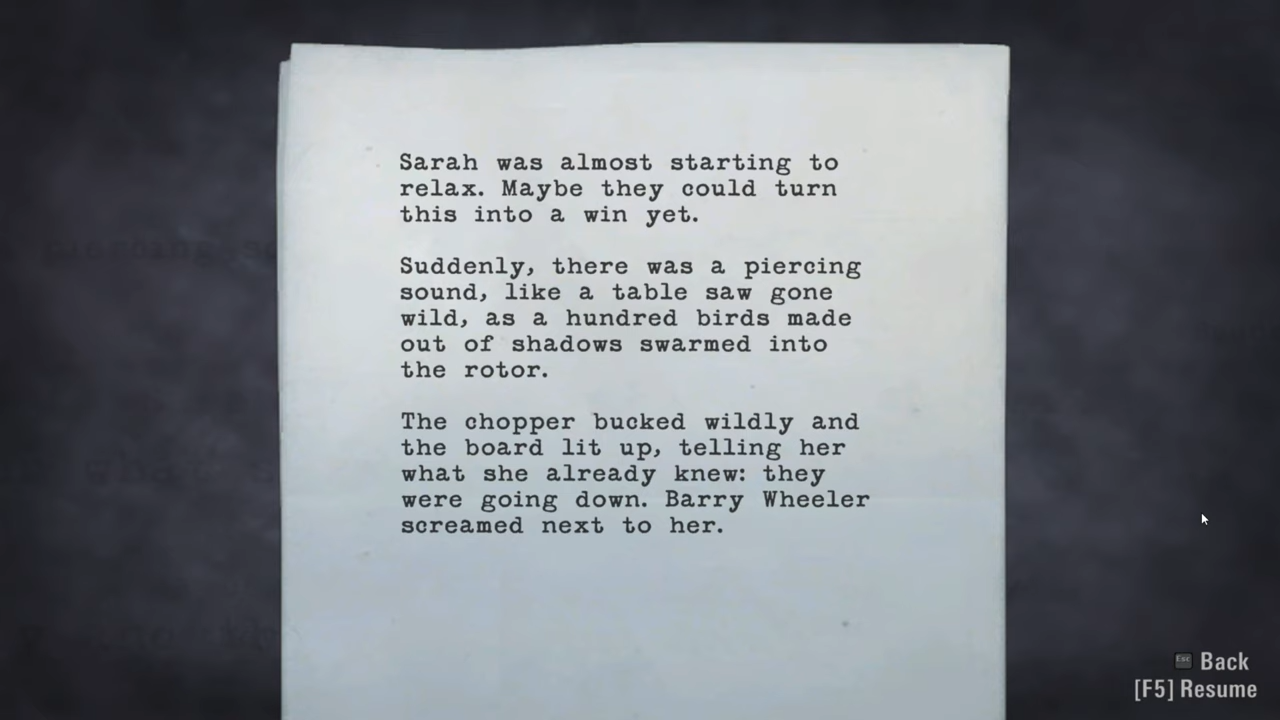 Sarah was almost starting to
relax. Maybe they could turn
this into a win yet.
Suddenly, there was a piercing
sound, like a table saw gone
wild, as a hundred birds made
out of shadows swarmed into
the rotor.
The chopper bucked wildly and
the board lit up, telling her
what she already knew: they
were going down. Barry Wheeler
screamed next to her.
Esc Back
[F5] Resume